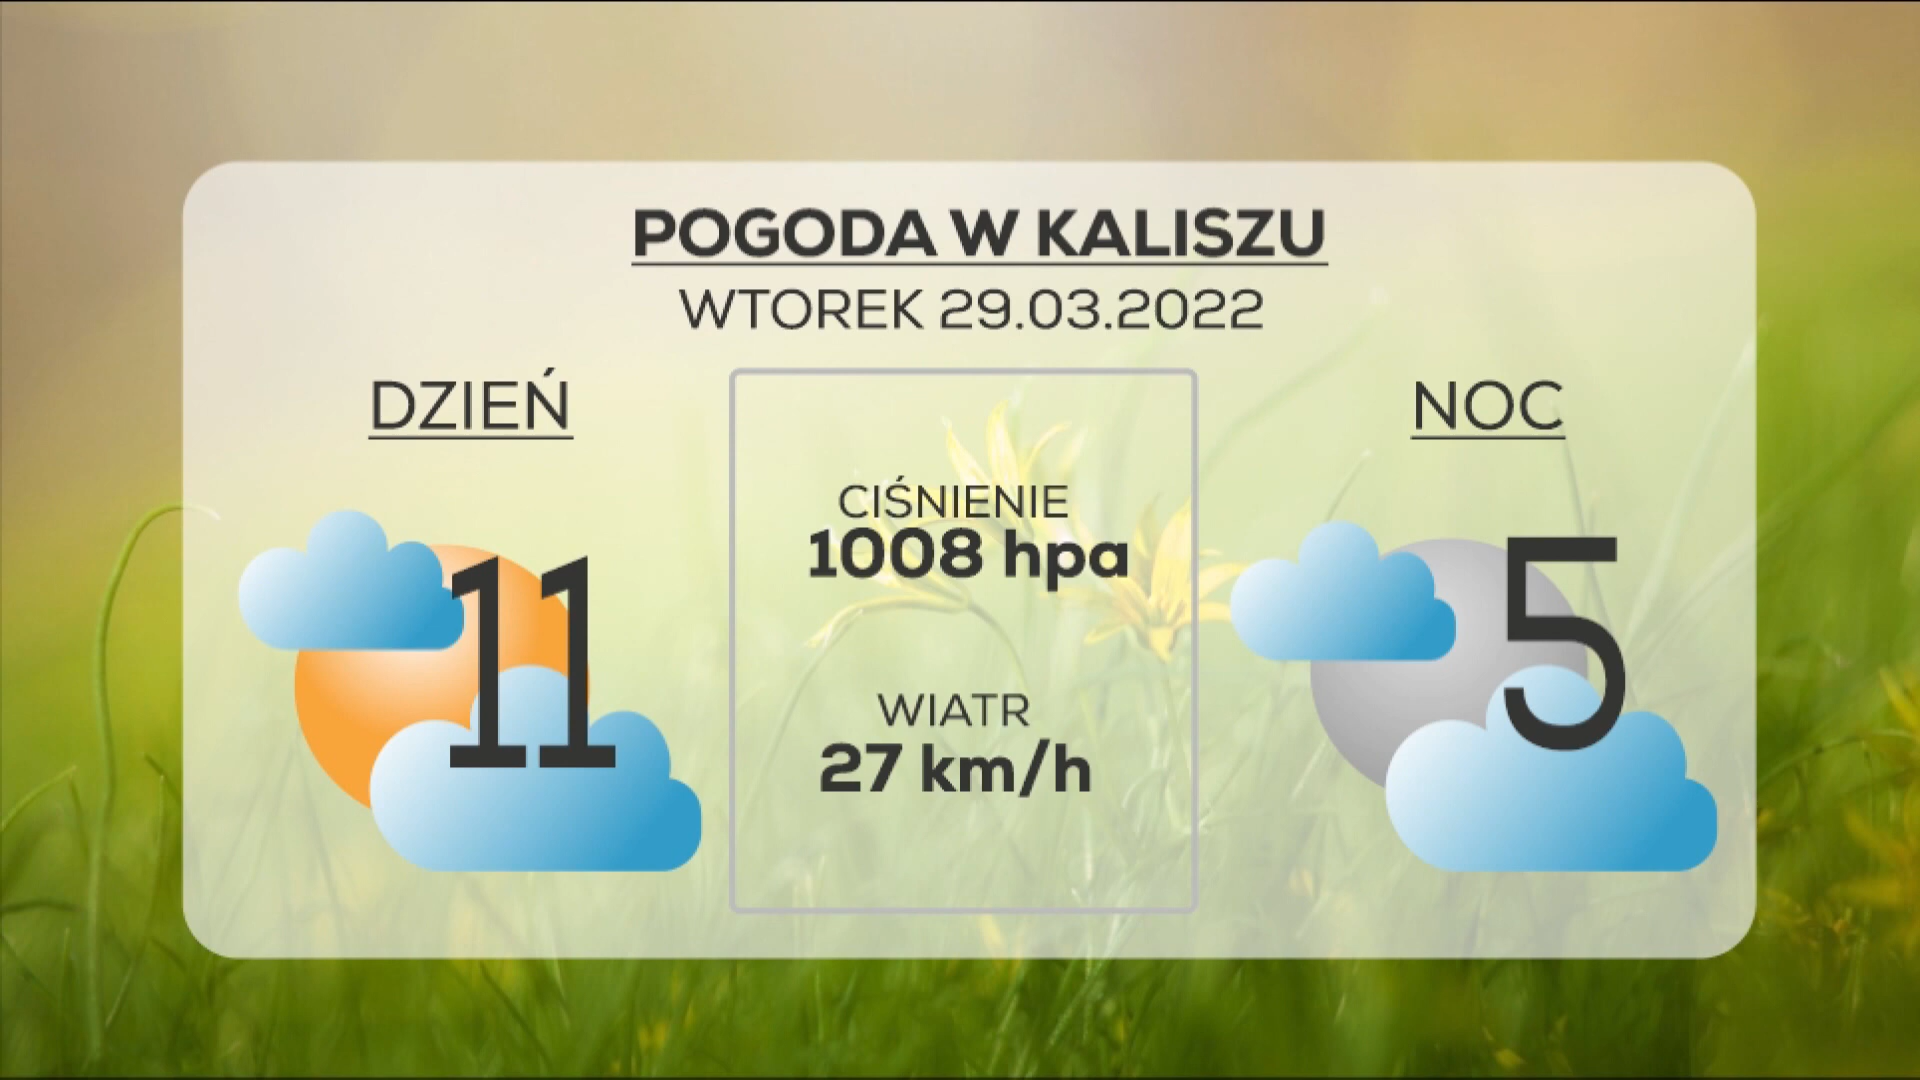 POGODA W KALISZU
WTOREK 29.03.2022
DZIEŃ
11
CIŚNIENIE
1008 hpa
WIATR
27 km/h
NOC
5